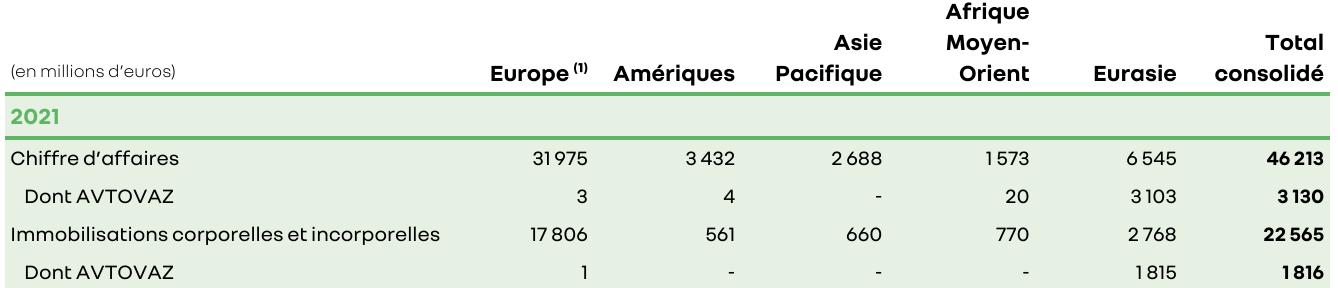 (en millions d'euros) Europe (1) Amériques Asie Pacifique Afrique Moyen-Orient Eurasie Total consolidé
2021
Chiffre d'affaires 31 975 3 432 2 688 1 573 6 545 46 213
Dont AVTOVAZ 3 4 - 20 3 103 3 130
Immobilisations corporelles et incorporelles 17 806 561 660 770 2 768 22 565
Dont AVTOVAZ 1 - - - 1 815 1 816